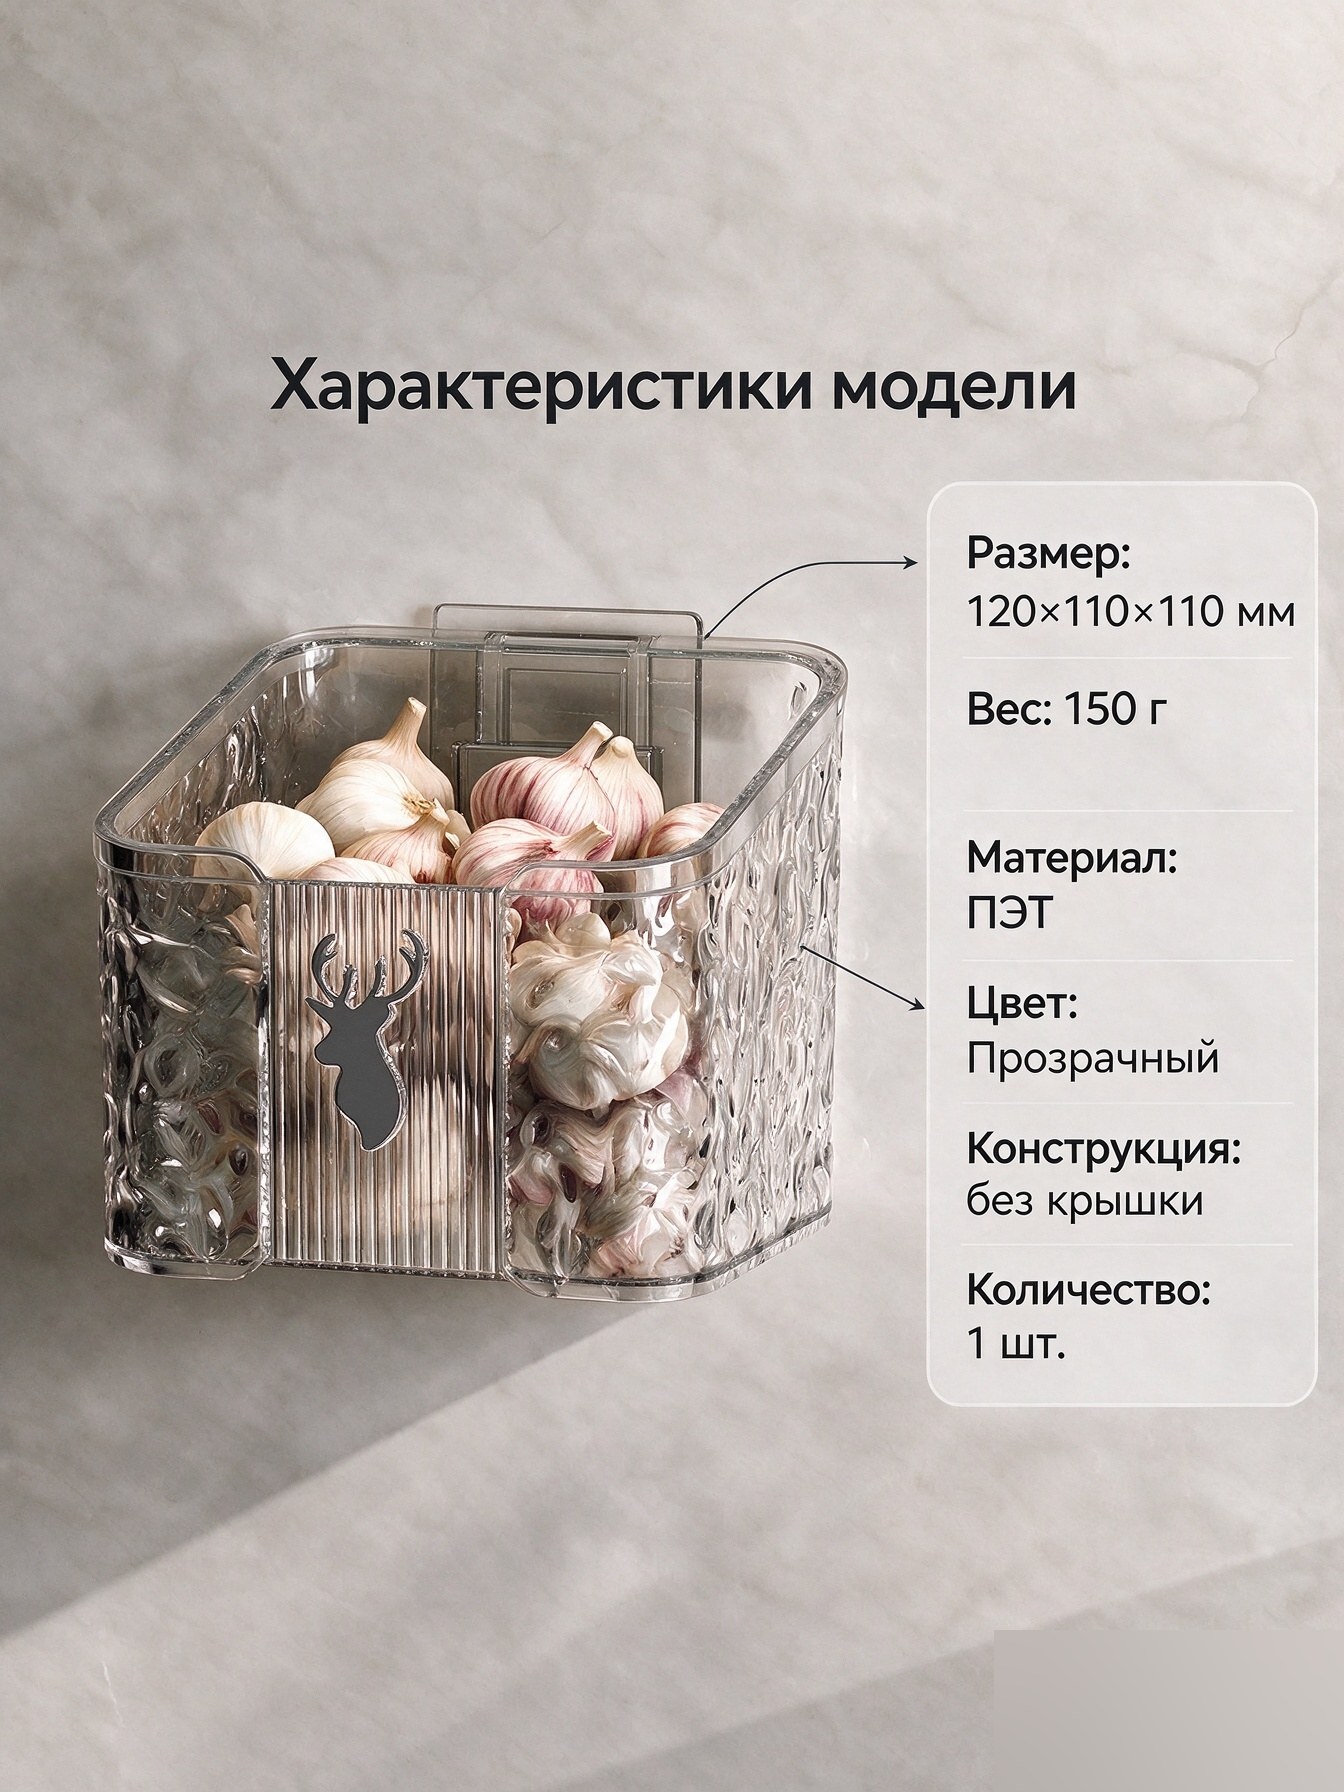 Характеристики модели
Размер:
120×110×110 мм
Вес: 150 г
Материал:
ПЭТ
Цвет:
Прозрачный
Конструкция:
без крышки
Количество:
1 шт.